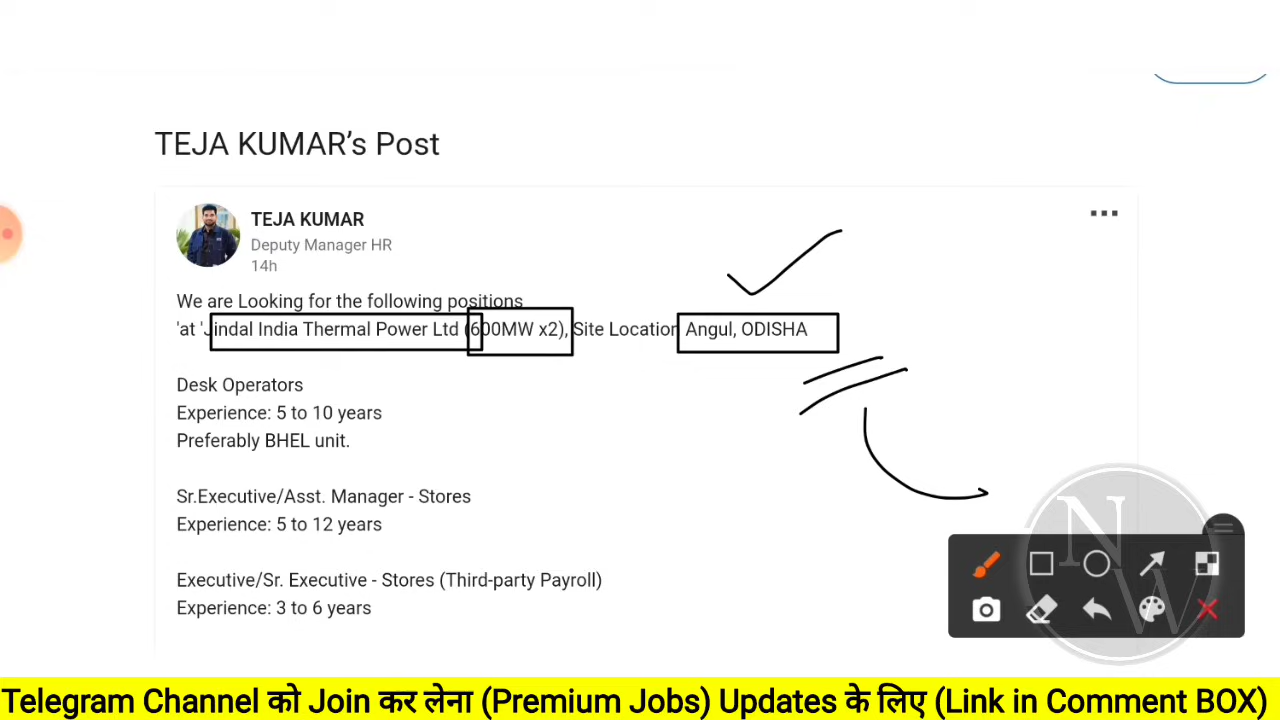 TEJA KUMAR’s Post
TEJA KUMAR
Deputy Manager HR
14h
We are Looking for the following positions
'at 'Jindal India Thermal Power Ltd (600MW x2), Site Location Angul, ODISHA
Desk Operators
Experience: 5 to 10 years
Preferably BHEL unit.
Sr.Executive/Asst. Manager - Stores
Experience: 5 to 12 years
Executive/Sr. Executive - Stores (Third-party Payroll)
Experience: 3 to 6 years
N
W
Telegram Channel को Join कर लेना (Premium Jobs) Updates के लिए (Link in Comment BOX)